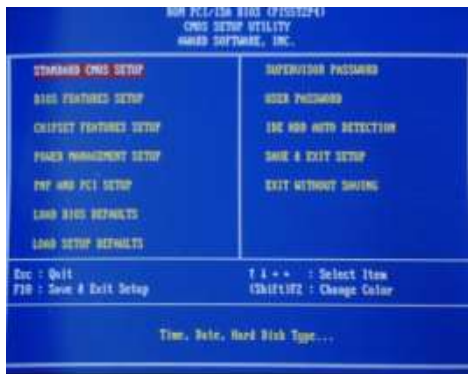 ROM PCI/ISA BIOS (P155T2P4)
CMOS SETUP UTILITY
AWARD SOFTWARE, INC.
STANDARD CMOS SETUP
BIOS FEATURES SETUP
CHIPSET FEATURES SETUP
POWER MANAGEMENT SETUP
PNP AND PCI SETUP
LOAD BIOS DEFAULTS
LOAD SETUP DEFAULTS
SUPERVISOR PASSWORD
USER PASSWORD
IDE HDD AUTO DETECTION
SAVE & EXIT SETUP
EXIT WITHOUT SAVING
Esc : Quit
F10 : Save & Exit Setup
↑ ↓ → ← : Select Item
(Shift)F2 : Change Color
Time, Date, Hard Disk Type...